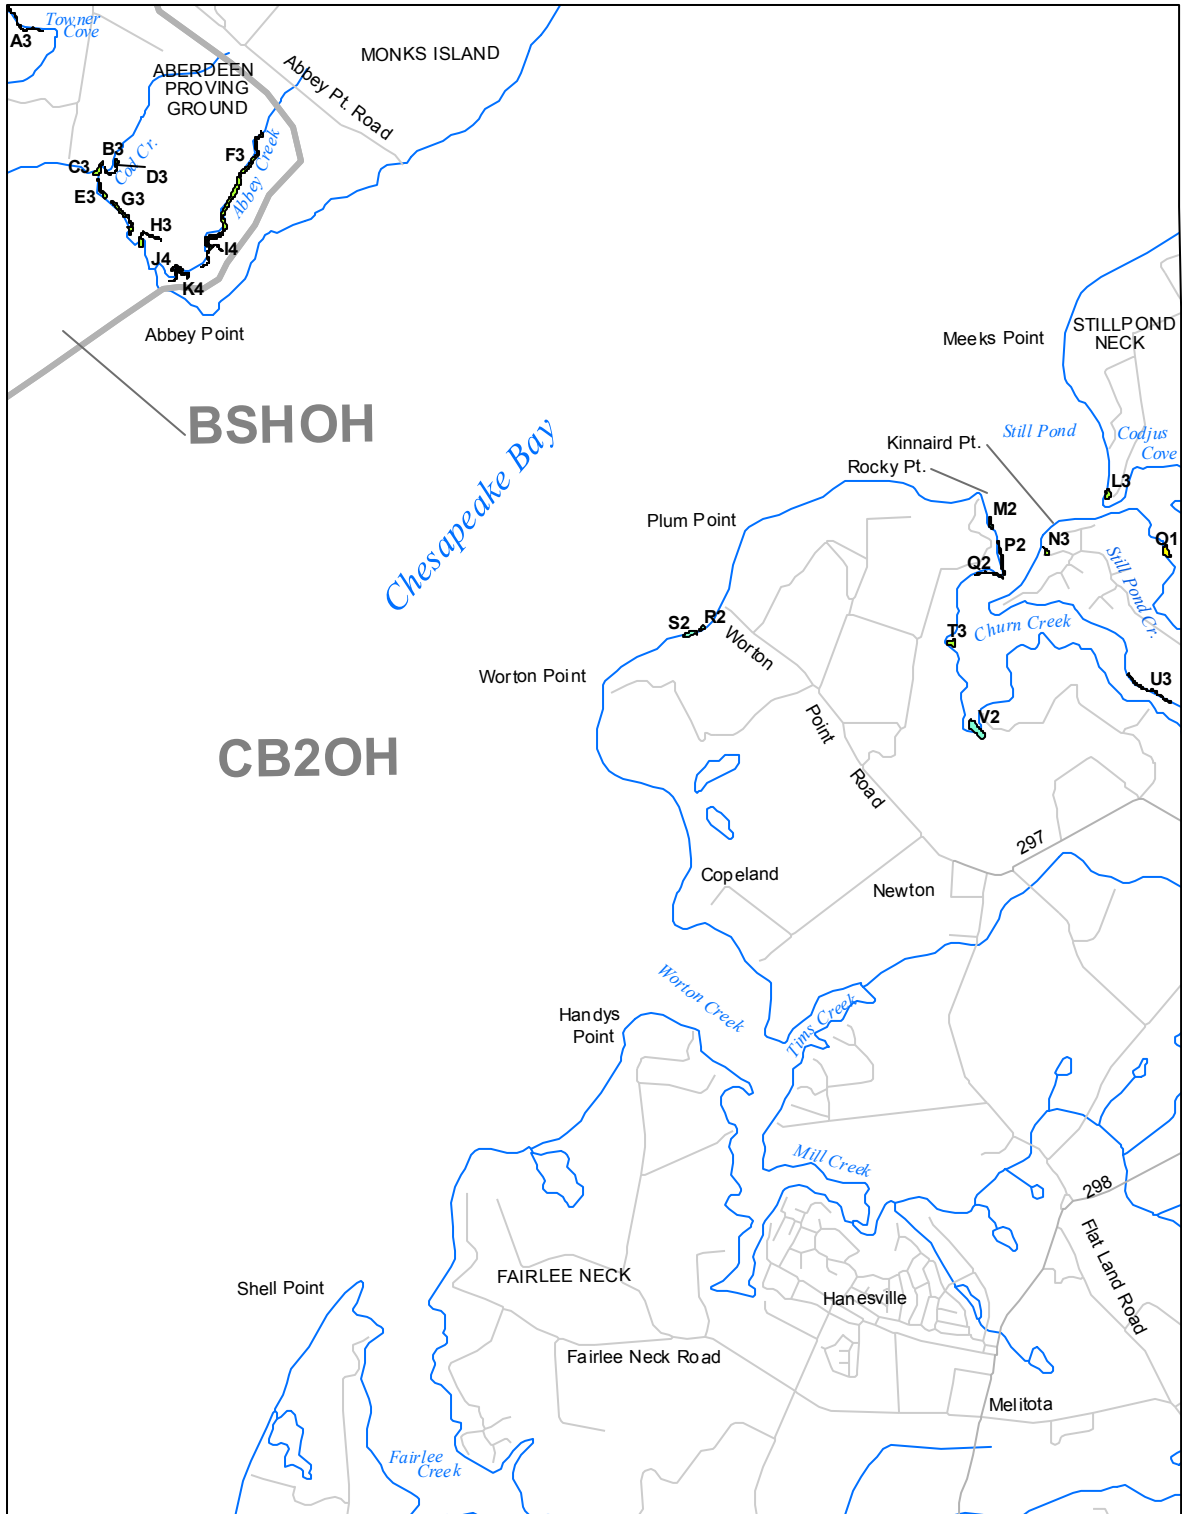 Towner
Cove
A3
MONKS ISLAND
Abbey Pt. Road
ABERDEEN
PROVING
GROUND
B3
Cod Cr.
C3
D3
F3
Abbey Creek
E3
G3
H3
I4
J4
K4
Abbey Point
BSHOH
Meeks Point
STILLPOND
NECK
Chesapeake Bay
Still Pond
Codjus
Cove
Kinnaird Pt.
Rocky Pt.
L3
Plum Point
M2
N3
O1
P2
Q2
Still Pond Cr.
S2
R2
Worton
Point
Road
T3
Churn Creek
U3
Worton Point
V2
CB2OH
297
Copeland
Newton
Worton Creek
Handys
Point
Tims Creek
Mill Creek
298
Flat Land Road
FAIRLEE NECK
Shell Point
Hanesville
Fairlee Neck Road
Melitota
Fairlee
Creek